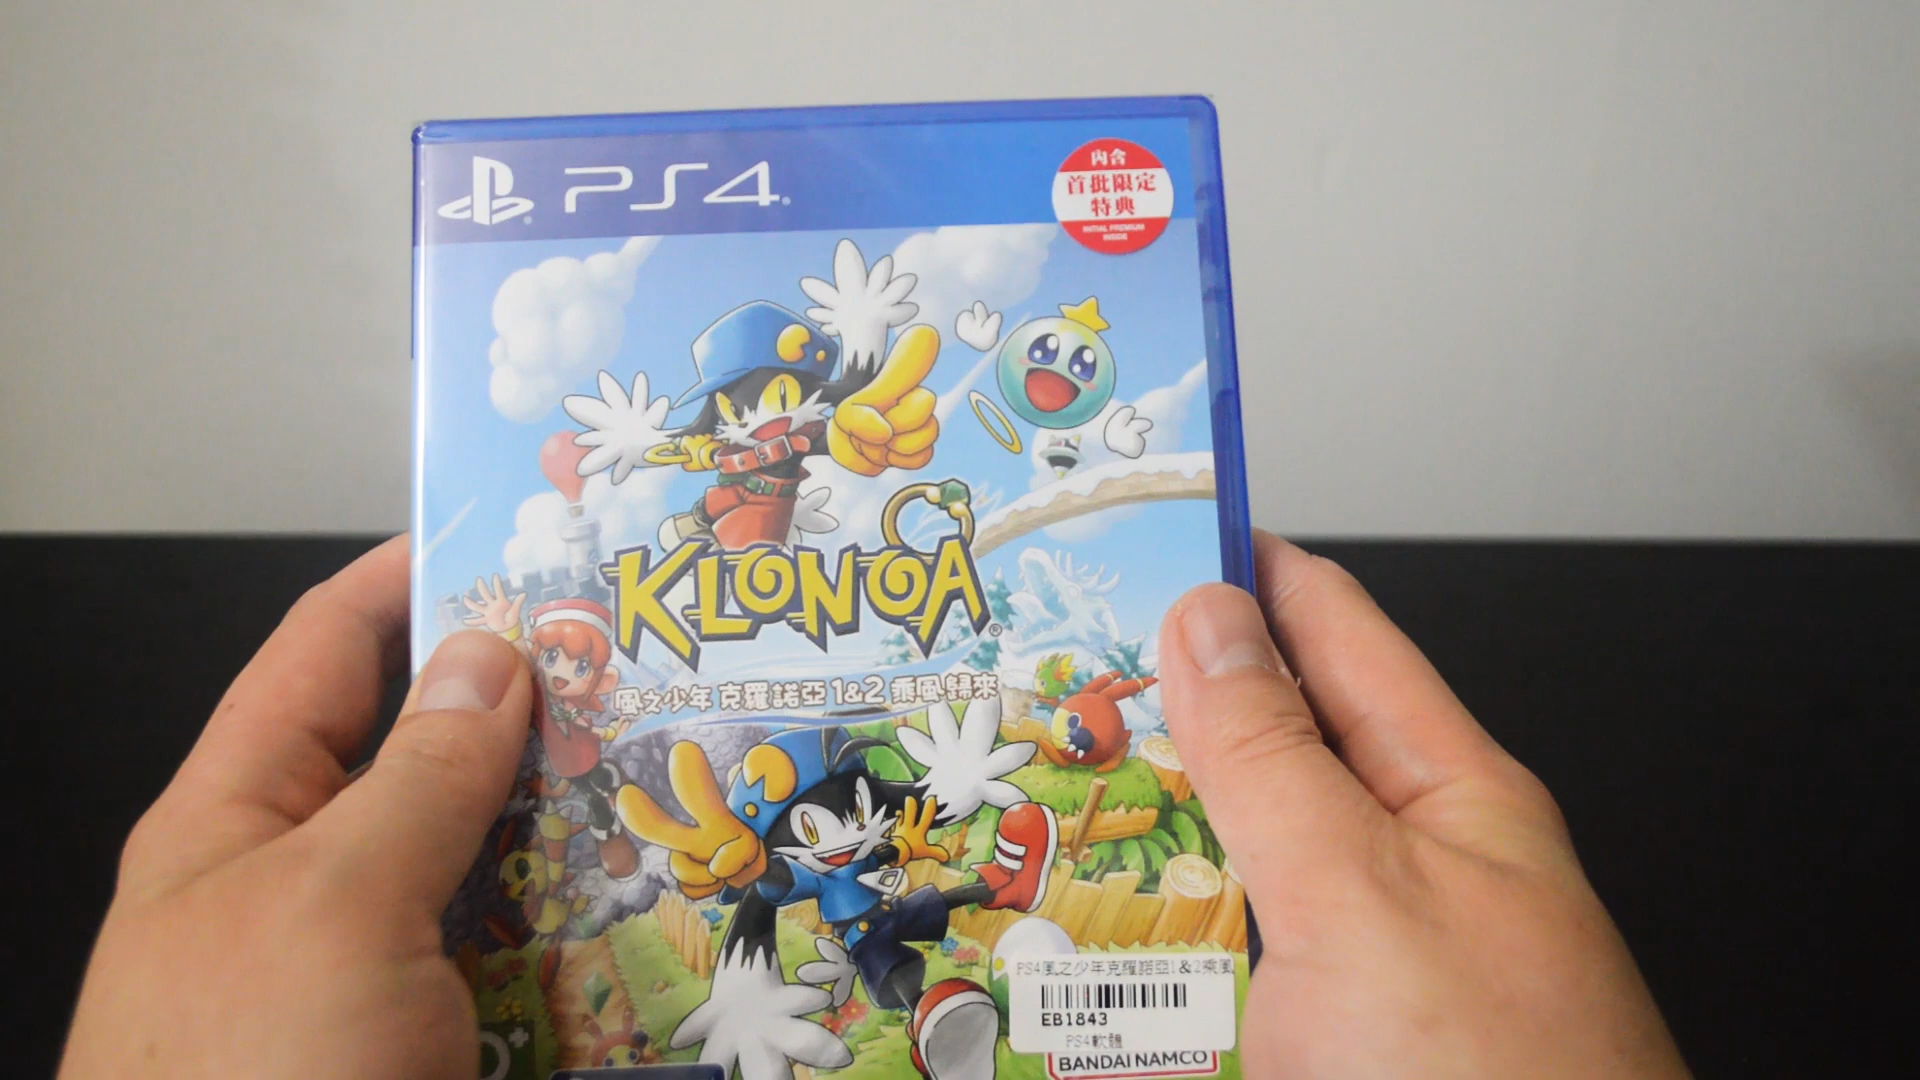 PS4
內含
首批限定
特典
INITIAL PREMIUM
INSIDE
KLONOA
風之少年 克羅諾亞 1&2 乘風歸來
PS4風之少年克羅諾亞1&2乘風
EB1843
PS4軟體
BANDAI NAMCO